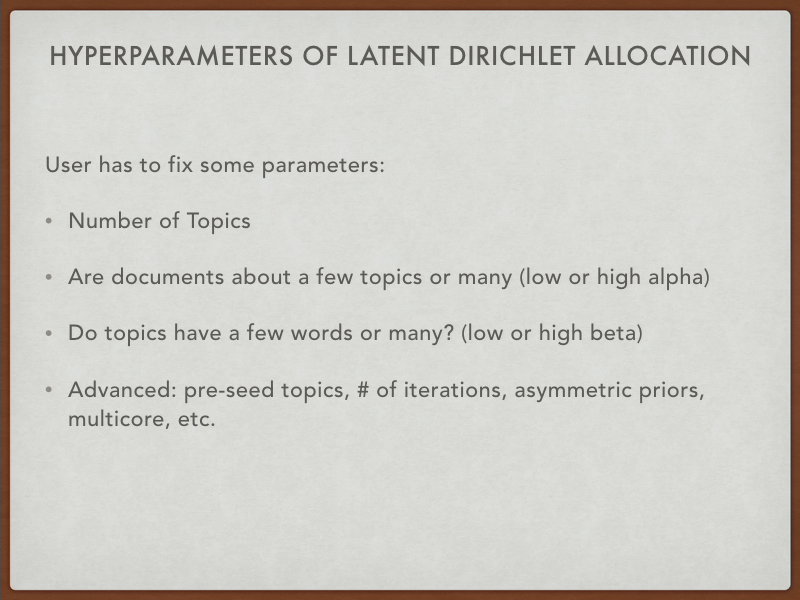 HYPERPARAMETERS OF LATENT DIRICHLET ALLOCATION
User has to fix some parameters:
• Number of Topics
• Are documents about a few topics or many (low or high alpha)
• Do topics have a few words or many? (low or high beta)
• Advanced: pre-seed topics, # of iterations, asymmetric priors,
multicore, etc.